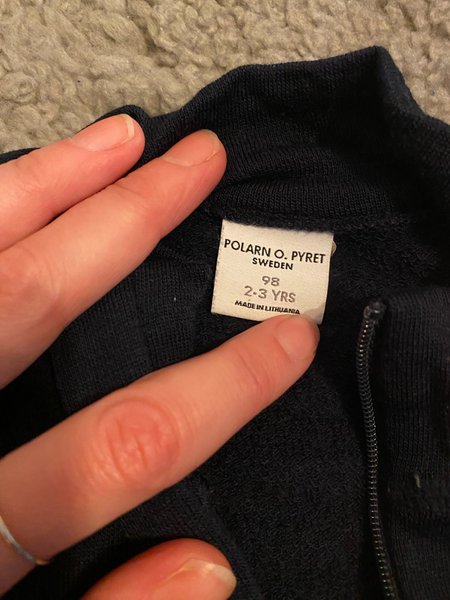 POLARN O. PYRET
SWEDEN
98
2-3 YRS
MADE IN LITHUANIA